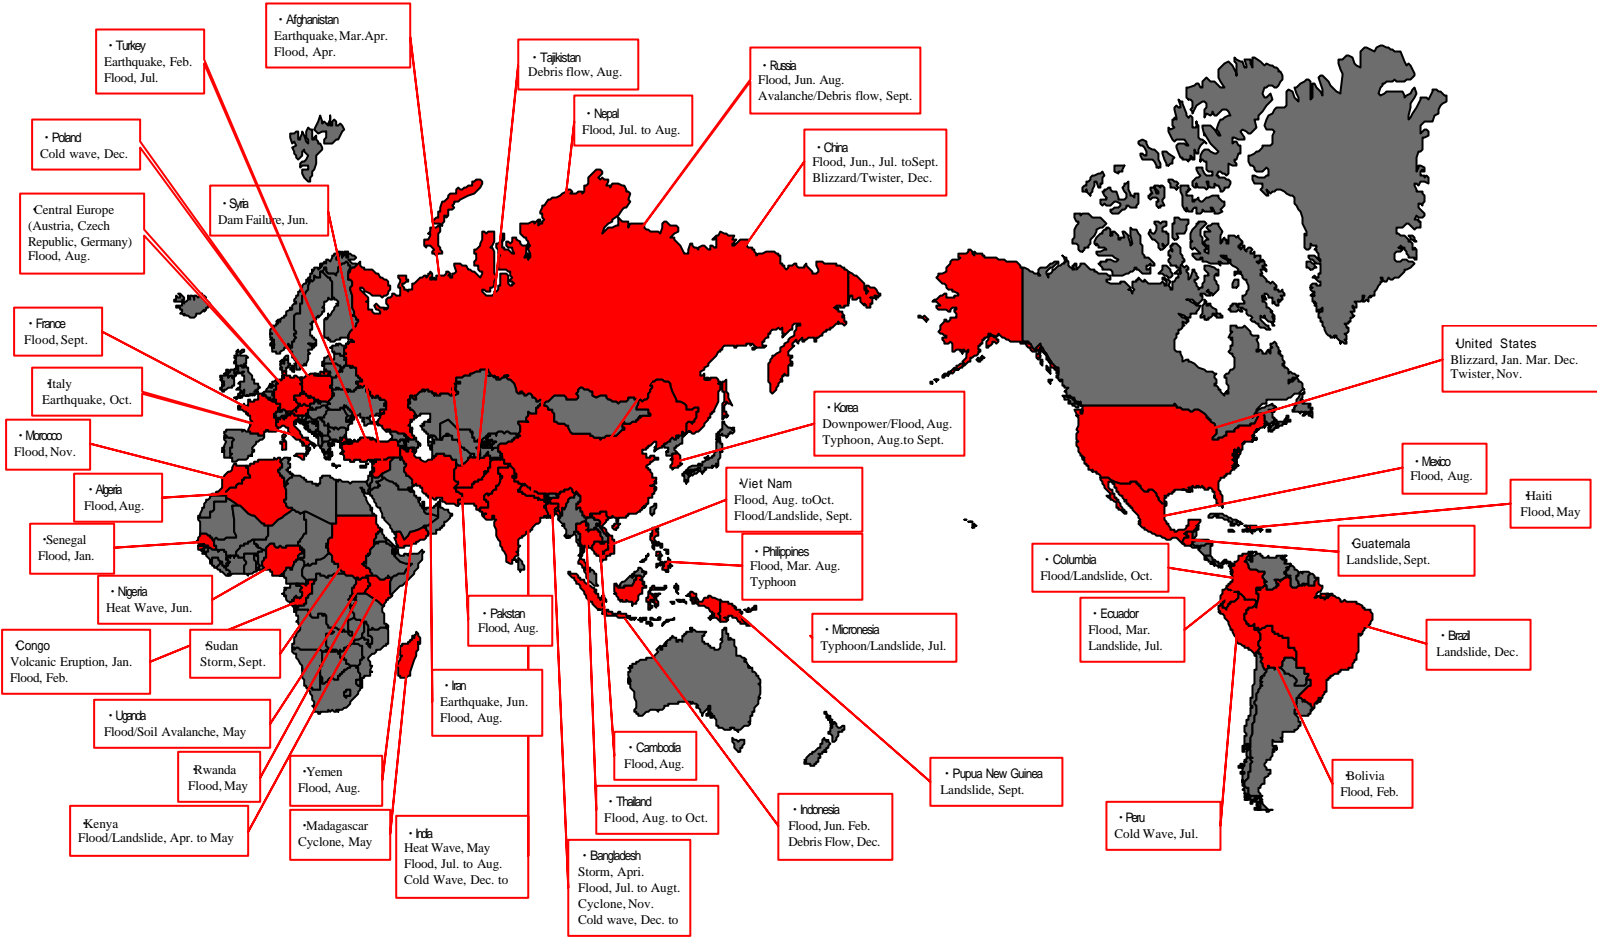 ・Afghanistan
Earthquake, Mar.Apr.
Flood, Apr.
・Turkey
Earthquake, Feb.
Flood, Jul.
・Tajikistan
Debris flow, Aug.
・Russia
Flood, Jun. Aug.
Avalanche/Debris flow, Sept.
・Nepal
Flood, Jul. to Aug.
・Poland
Cold wave, Dec.
・China
Flood, Jun., Jul. toSept.
Blizzard/Twister, Dec.
・Syria
Dam Failure, Jun.
・Central Europe
(Austria, Czech
Republic, Germany)
Flood, Aug.
・France
Flood, Sept.
・United States
Blizzard, Jan. Mar. Dec.
Twister, Nov.
・Italy
Earthquake, Oct.
・Korea
Downpower/Flood, Aug.
Typhoon, Aug.to Sept.
・Morocco
Flood, Nov.
・Mexico
Flood, Aug.
・Viet Nam
Flood, Aug. toOct.
Flood/Landslide, Sept.
・Algeria
Flood, Aug.
・Haiti
Flood, May
・Senegal
Flood, Jan.
・Guatemala
Landslide, Sept.
・Philippines
Flood, Mar. Aug.
Typhoon
・Columbia
Flood/Landslide, Oct.
・Nigeria
Heat Wave, Jun.
・Pakstan
Flood, Aug.
・Ecuador
Flood, Mar.
Landslide, Jul.
・Micronesia
Typhoon/Landslide, Jul.
・Brazil
Landslide, Dec.
・Congo
Volcanic Eruption, Jan.
Flood, Feb.
・Sudan
Storm, Sept.
・Iran
Earthquake, Jun.
Flood, Aug.
・Uganda
Flood/Soil Avalanche, May
・Cambodia
Flood, Aug.
・Rwanda
Flood, May
・Yemen
Flood, Aug.
・Pupua New Guinea
Landslide, Sept.
・Bolivia
Flood, Feb.
・Thailand
Flood, Aug. to Oct.
・Indonesia
Flood, Jun. Feb.
Debris Flow, Dec.
・Peru
Cold Wave, Jul.
・Kenya
Flood/Landslide, Apr. to May
・Madagascar
Cyclone, May
・India
Heat Wave, May
Flood, Jul. to Aug.
Cold Wave, Dec. to
・Bangladesh
Storm, Apri.
Flood, Jul. to Augt.
Cyclone, Nov.
Cold wave, Dec. to